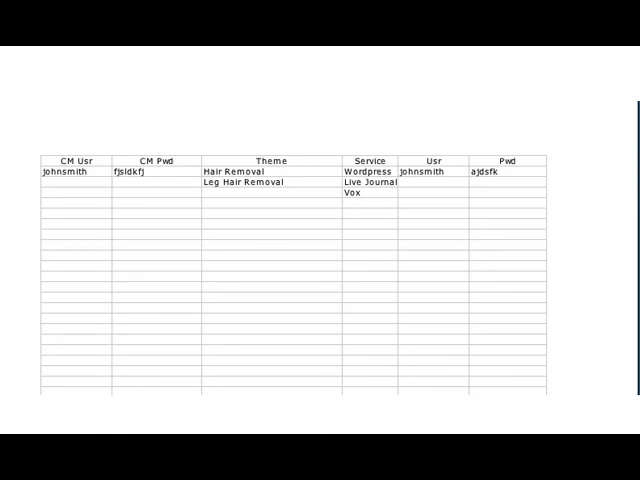 CM Usr CM Pwd Theme Service Usr Pwd
johnsmith fjsldkfj Hair Removal Wordpress johnsmith ajdsfk
Leg Hair Removal Live Journal
Vox